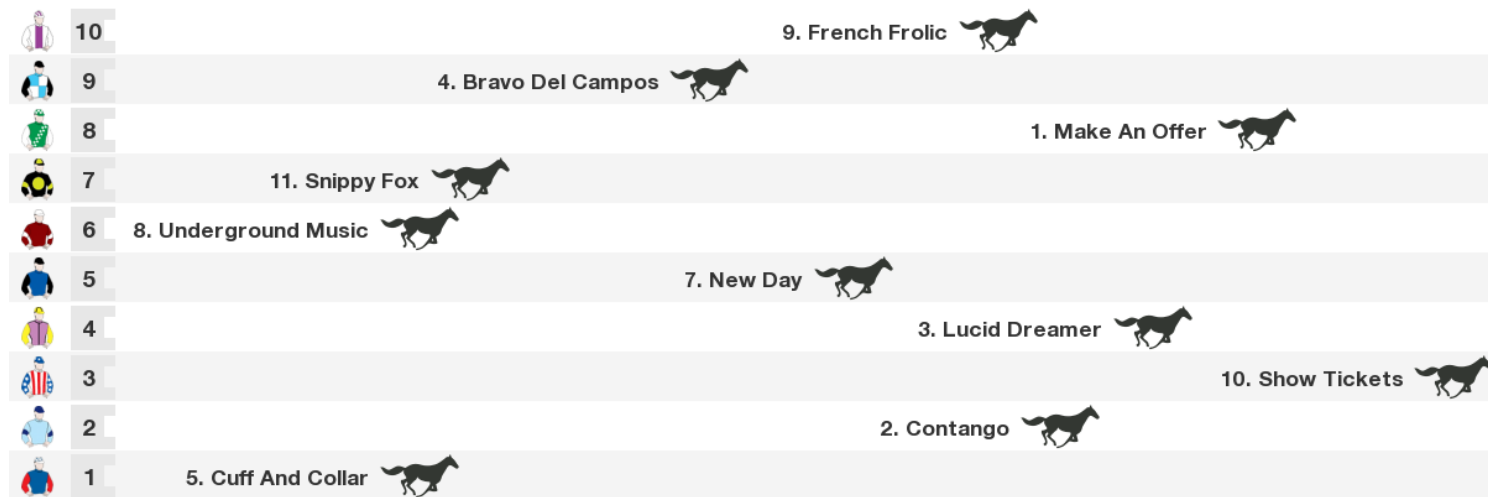 10 9. French Frolic
9 4. Bravo Del Campos
8 1. Make An Offer
7 11. Snippy Fox
6 8. Underground Music
5 7. New Day
4 3. Lucid Dreamer
3 10. Show Tickets
2 2. Contango
1 5. Cuff And Collar